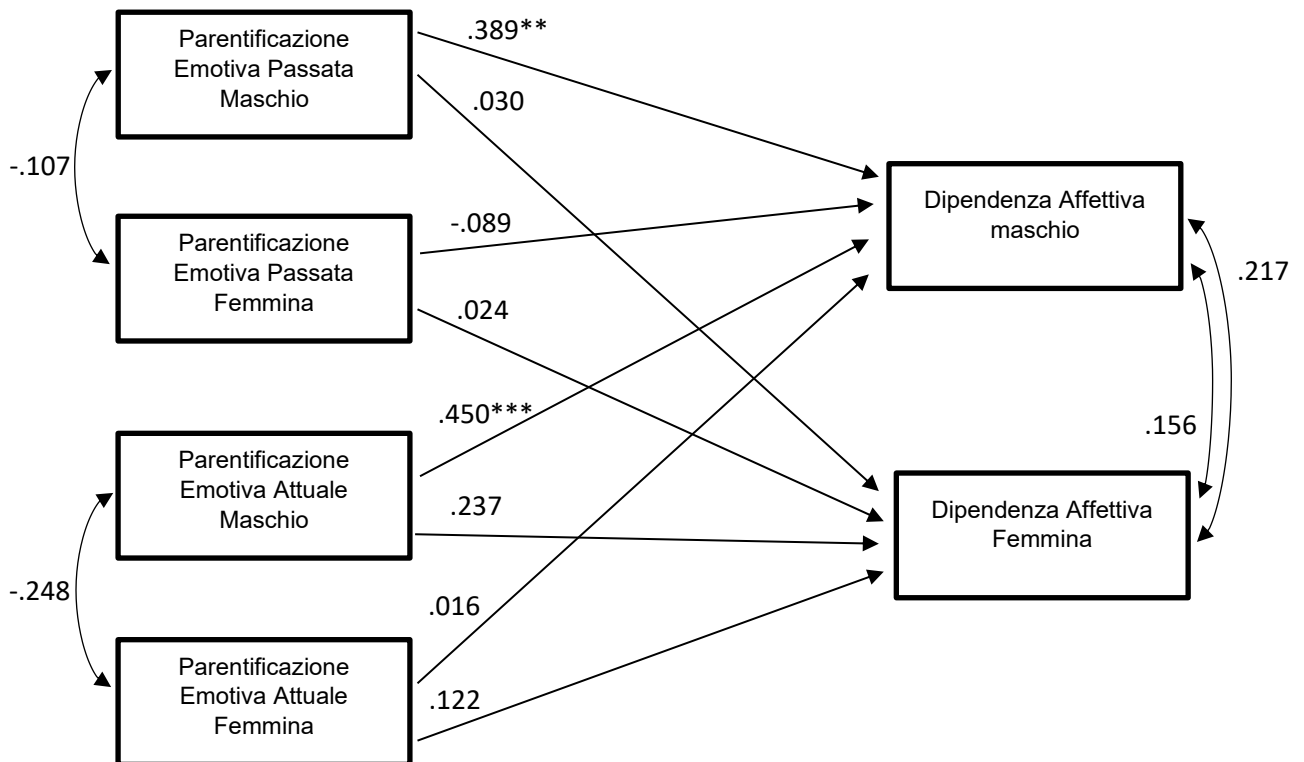 Parentificazione
Emotiva Passata
Maschio
.389**
.030
-.107
Parentificazione
Emotiva Passata
Femmina
-.089
.024
Dipendenza Affettiva
maschio
.217
.156
Parentificazione
Emotiva Attuale
Maschio
.450***
.237
Dipendenza Affettiva
Femmina
-.248
Parentificazione
Emotiva Attuale
Femmina
.016
.122